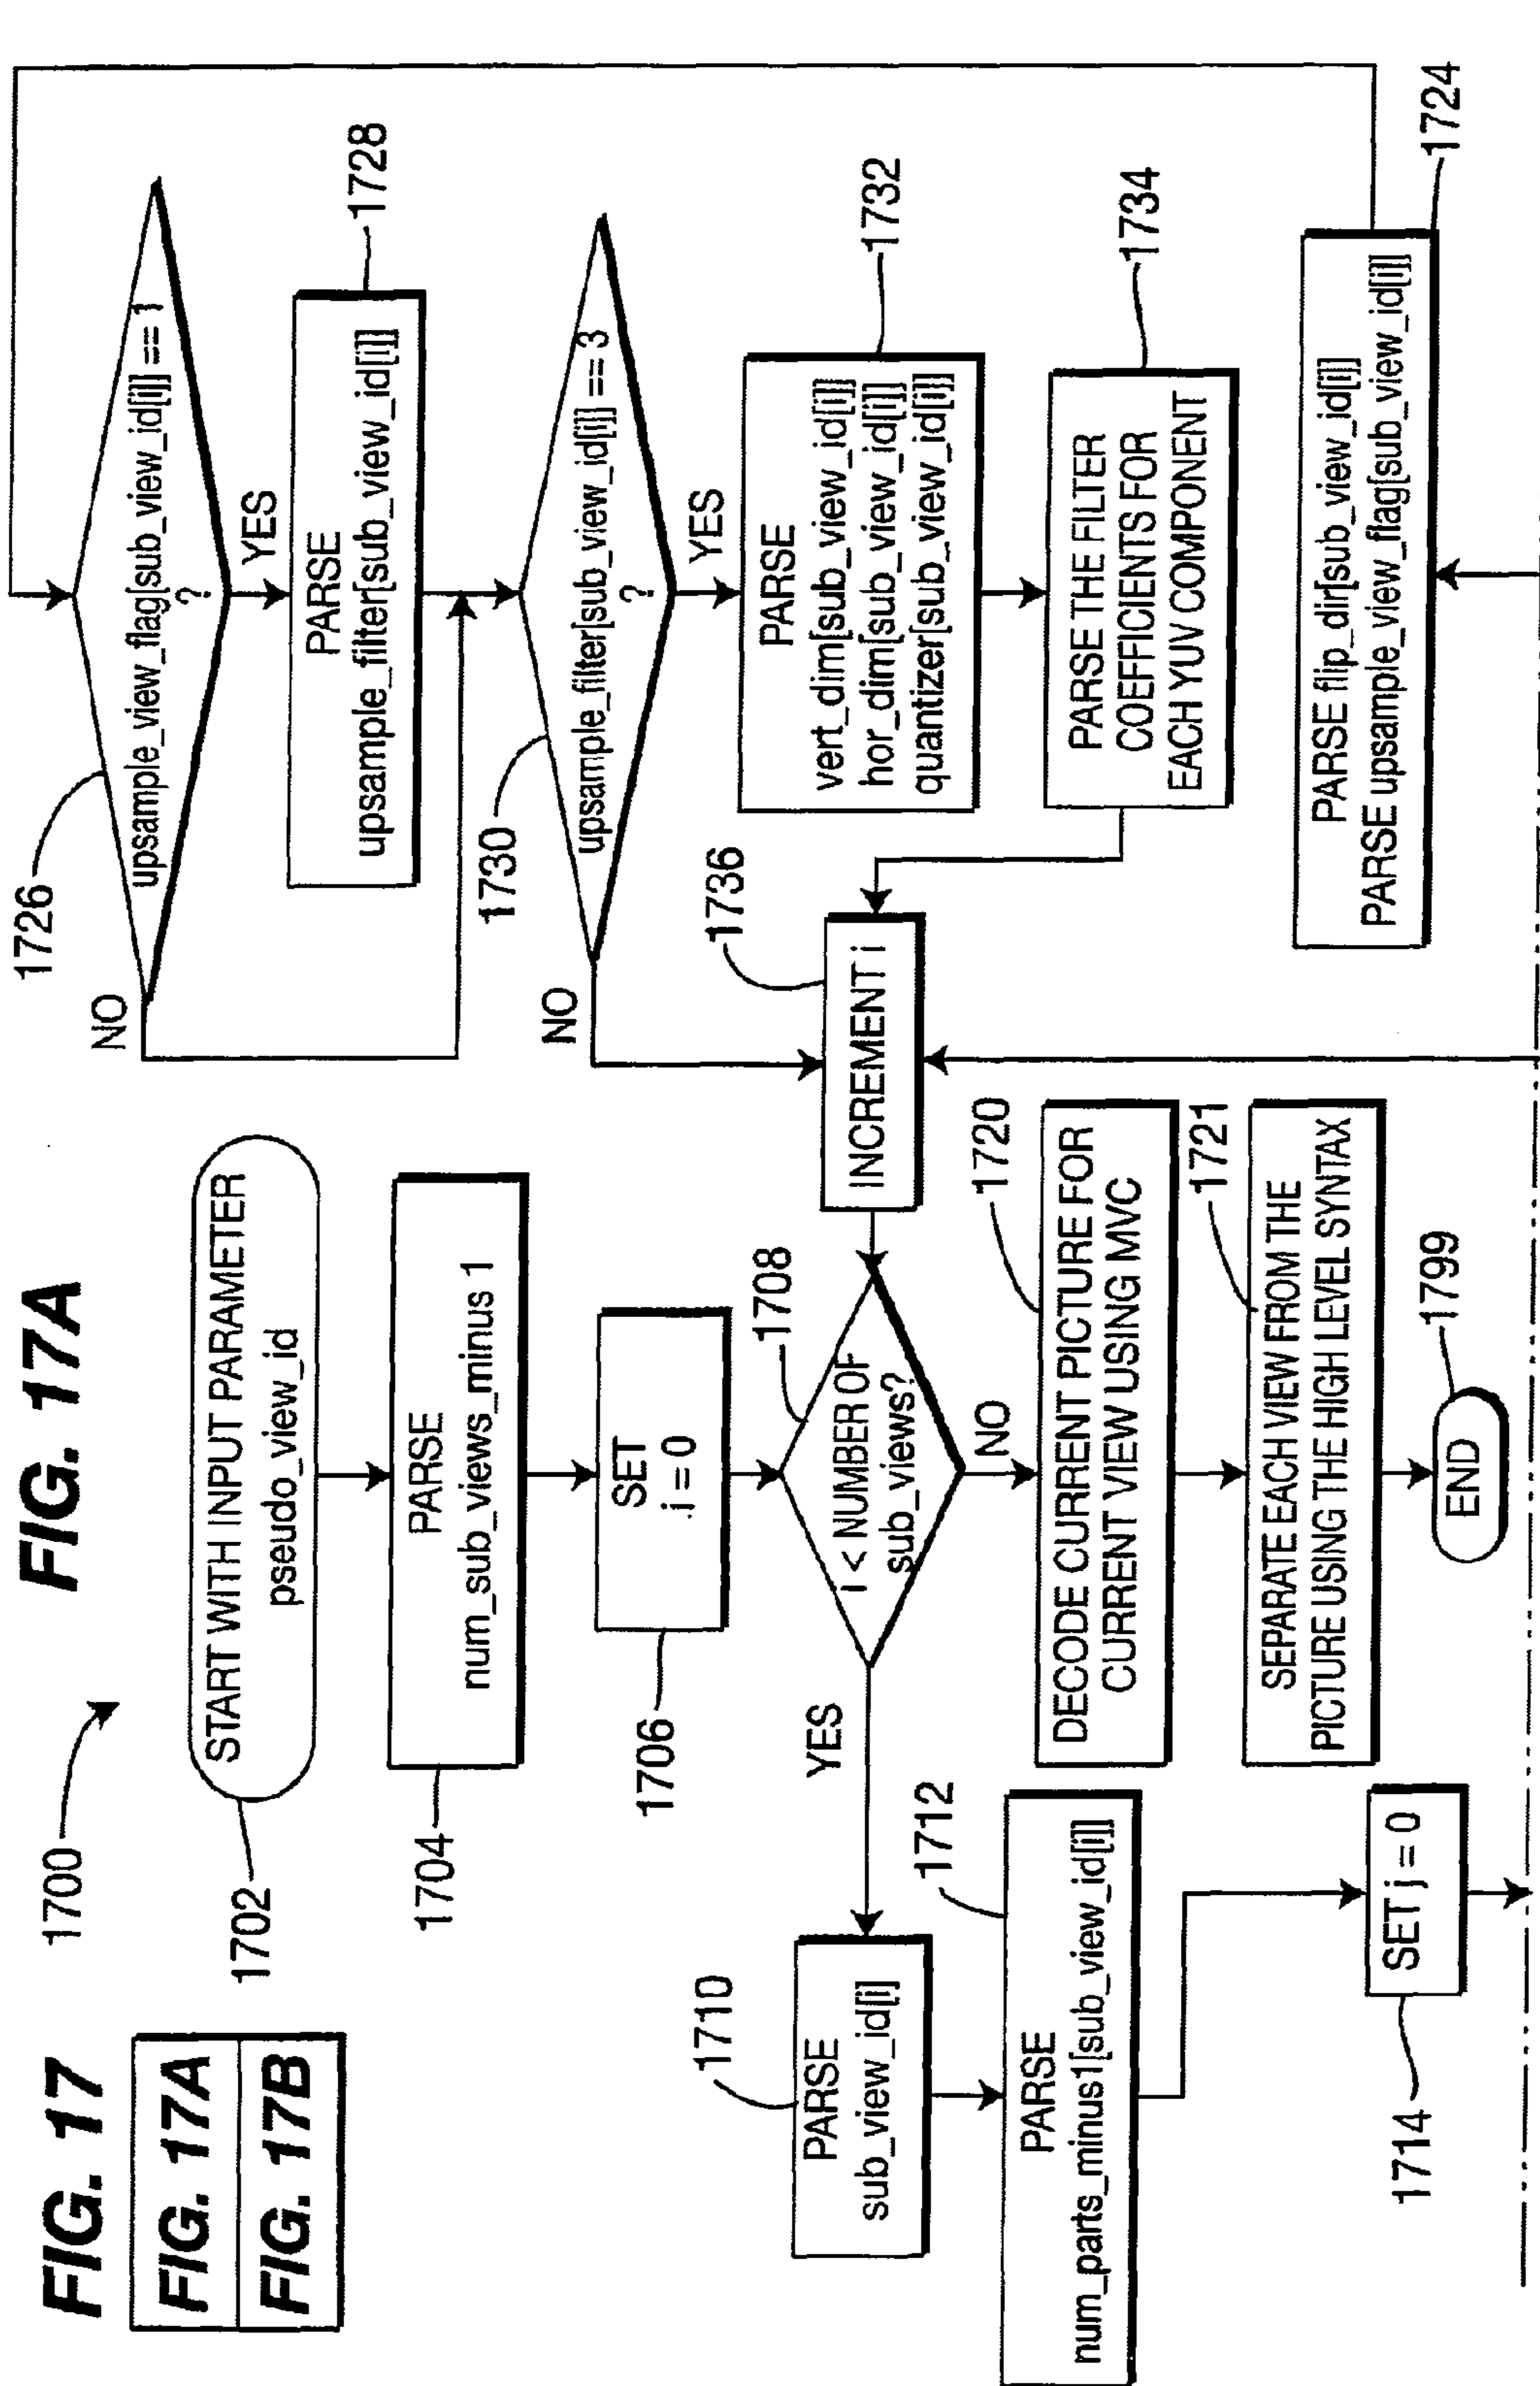 FIG. 17
FIG. 17A
FIG. 17B
FIG. 17A
1700
1702
START WITH INPUT PARAMETER
pseudo_view_id
1704
PARSE
num_sub_views_minus 1
1706
SET
i = 0
1708
i < NUMBER OF
sub_views?
YES
NO
1710
PARSE
sub_view_id[i]
1712
PARSE
num_parts_minus1[sub_view_id[i]]
1714
SET j = 0
1720
DECODE CURRENT PICTURE FOR
CURRENT VIEW USING MVC
1721
SEPARATE EACH VIEW FROM THE
PICTURE USING THE HIGH LEVEL SYNTAX
1799
END
1726
upsample_view_flag[sub_view_id[i]] == 1
?
NO
YES
1728
PARSE
upsample_filter[sub_view_id[i]]
1730
upsample_filter[sub_view_id[i]] == 3
?
NO
YES
1732
PARSE
vert_dim[sub_view_id[i]]
hor_dim[sub_view_id[i]]
quantizer[sub_view_id[i]]
1734
PARSE THE FILTER
COEFFICIENTS FOR
EACH YUV COMPONENT
1736
INCREMENT i
1724
PARSE flip_dir[sub_view_id[i]]
PARSE upsample_view_flag[sub_view_id[i]]